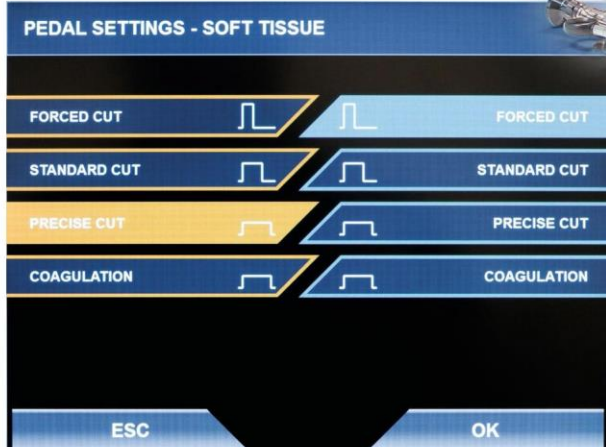 PEDAL SETTINGS - SOFT TISSUE
FORCED CUT FORCED CUT
STANDARD CUT STANDARD CUT
PRECISE CUT PRECISE CUT
COAGULATION COAGULATION
ESC OK